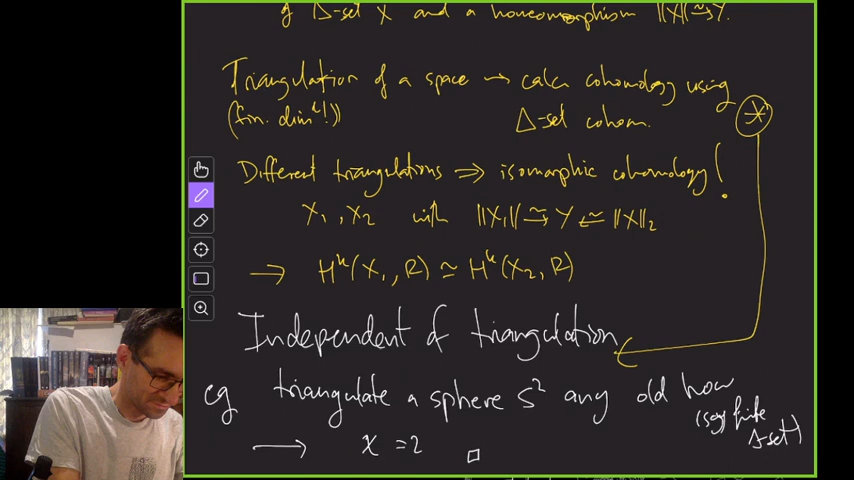 of Δ-set X and a homeomorphism ||X|| ≅→ Y.
Triangulation of a space → calc cohomology using
(fin. dim'l!) Δ-set cohom. *
Different triangulations ⇒ isomorphic cohomology!
X₁, X₂ with ||X₁|| ≅→ Y ←≅ ||X||₂
→ Hᵏ(X₁, R) ≃ Hᵏ(X₂, R)
Independent of triangulation
eg triangulate a sphere S² any old how
(say finite
Δ-set)
→ χ = 2 □